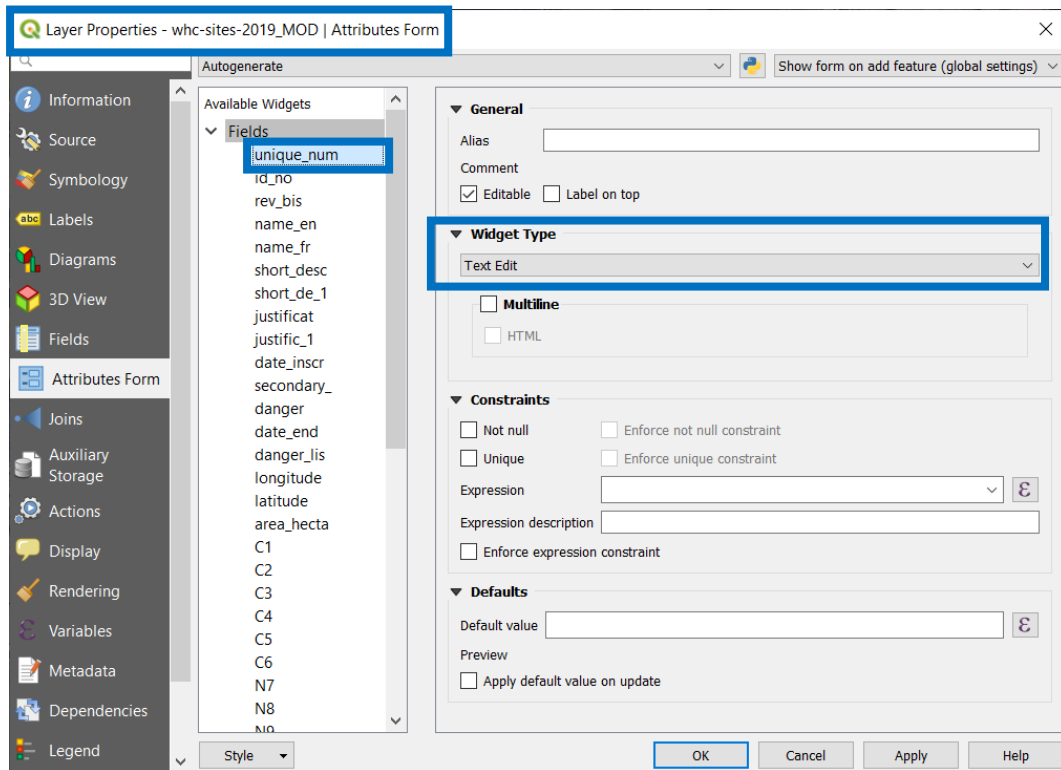 Layer Properties - whc-sites-2019_MOD | Attributes Form
Autogenerate
Show form on add feature (global settings)
Information
Source
Symbology
abc Labels
Diagrams
3D View
Fields
Attributes Form
Joins
Auxiliary
Storage
Actions
Display
Rendering
Variables
Metadata
Dependencies
Legend
Available Widgets
Fields
unique_num
id_no
rev_bis
name_en
name_fr
short_desc
short_de_1
justificat
justific_1
date_inscr
secondary_
danger
date_end
danger_lis
longitude
latitude
area_hecta
C1
C2
C3
C4
C5
C6
N7
N8
N9
Style
General
Alias
Comment
Editable Label on top
Widget Type
Text Edit
Multiline
HTML
Constraints
Not null Enforce not null constraint
Unique Enforce unique constraint
Expression ε
Expression description
Enforce expression constraint
Defaults
Default value ε
Preview
Apply default value on update
OK Cancel Apply Help